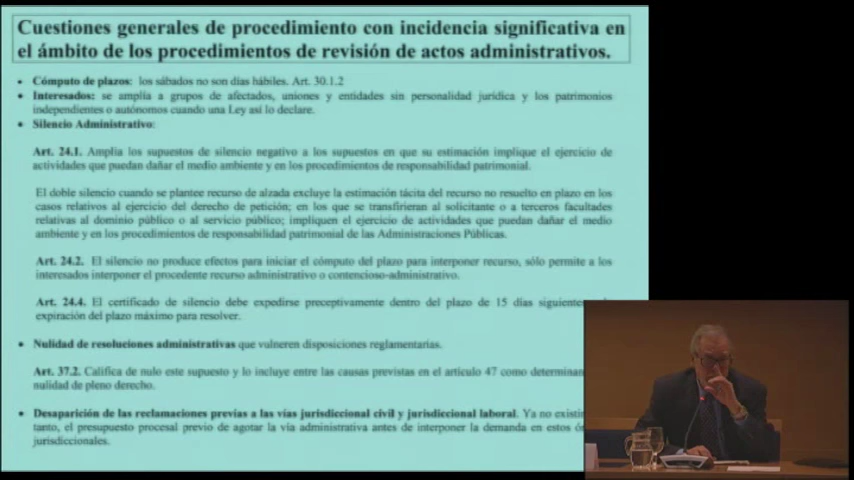 Cuestiones generales de procedimiento con incidencia significativa en
el ámbito de los procedimientos de revisión de actos administrativos.
• Cómputo de plazos: los sábados no son días hábiles. Art. 30.1.2
• Interesados: se amplía a grupos de afectados, uniones y entidades sin personalidad jurídica y los patrimonios
independientes o autónomos cuando una Ley así lo declare.
• Silencio Administrativo:
Art. 24.1. Amplía los supuestos de silencio negativo a los supuestos en que su estimación implique el ejercicio de
actividades que puedan dañar el medio ambiente y en los procedimientos de responsabilidad patrimonial.
El doble silencio cuando se plantee recurso de alzada excluye la estimación tácita del recurso no resuelto en plazo en los
casos relativos al ejercicio del derecho de petición; en los que se transfirieran al solicitante o a terceros facultades
relativas al dominio público o al servicio público; impliquen el ejercicio de actividades que puedan dañar el medio
ambiente y en los procedimientos de responsabilidad patrimonial de las Administraciones Públicas.
Art. 24.2. El silencio no produce efectos para iniciar el cómputo del plazo para interponer recurso, sólo permite a los
interesados interponer el procedente recurso administrativo o contencioso-administrativo.
Art. 24.4. El certificado de silencio debe expedirse preceptivamente dentro del plazo de 15 días siguientes
expiración del plazo máximo para resolver.
• Nulidad de resoluciones administrativas que vulneren disposiciones reglamentarias.
Art. 37.2. Califica de nulo este supuesto y lo incluye entre las causas previstas en el artículo 47 como determinan
nulidad de pleno derecho.
• Desaparición de las reclamaciones previas a las vías jurisdiccional civil y jurisdiccional laboral. Ya no existir
tanto, el presupuesto procesal previo de agotar la vía administrativa antes de interponer la demanda en estos ó
jurisdiccionales.